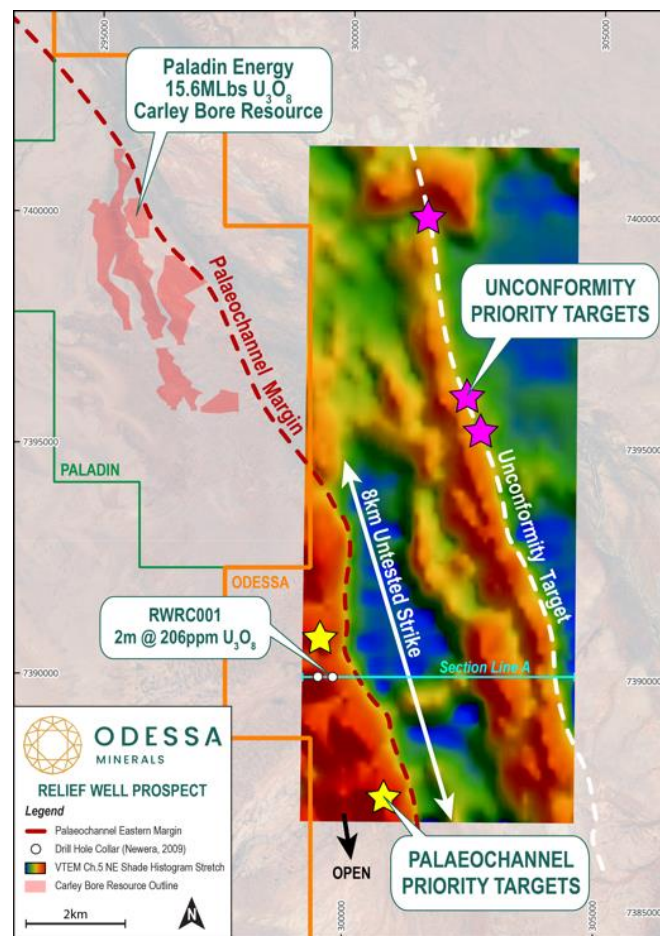 295000
300000
305000
Paladin Energy
15.6MLbs U3O8
Carley Bore Resource
7400000
7400000
Palaeochannel Margin
UNCONFORMITY
PRIORITY TARGETS
7395000
7395000
PALADIN
8km Untested Strike
Unconformity Target
ODESSA
RWRC001
2m @ 206ppm U3O8
Section Line A
7390000
7390000
ODESSA
MINERALS
RELIEF WELL PROSPECT
Legend
Palaeochannel Eastern Margin
Drill Hole Collar (Newera, 2009)
VTEM Ch.5 NE Shade Histogram Stretch
Carley Bore Resource Outline
2km
N
OPEN
PALAEOCHANNEL
PRIORITY TARGETS
300000
305000
7385000